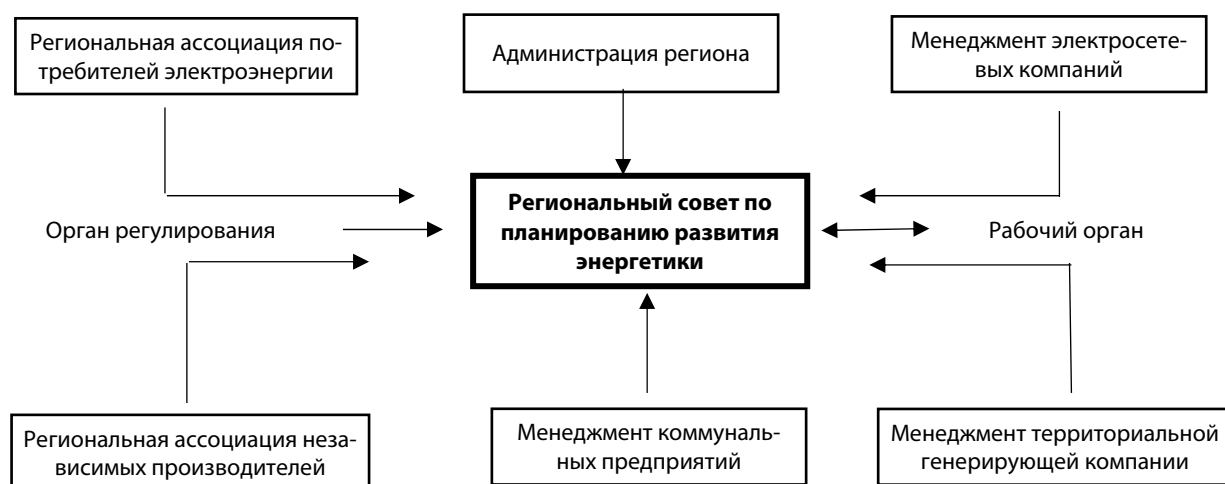 Региональная ассоциация по-
требителей электроэнергии
Администрация региона
Менеджмент электросете-
вых компаний
Орган регулирования
Региональный совет по
планированию развития
энергетики
Рабочий орган
Региональная ассоциация неза-
висимых производителей
Менеджмент коммуналь-
ных предприятий
Менеджмент территориальной
генерирующей компании